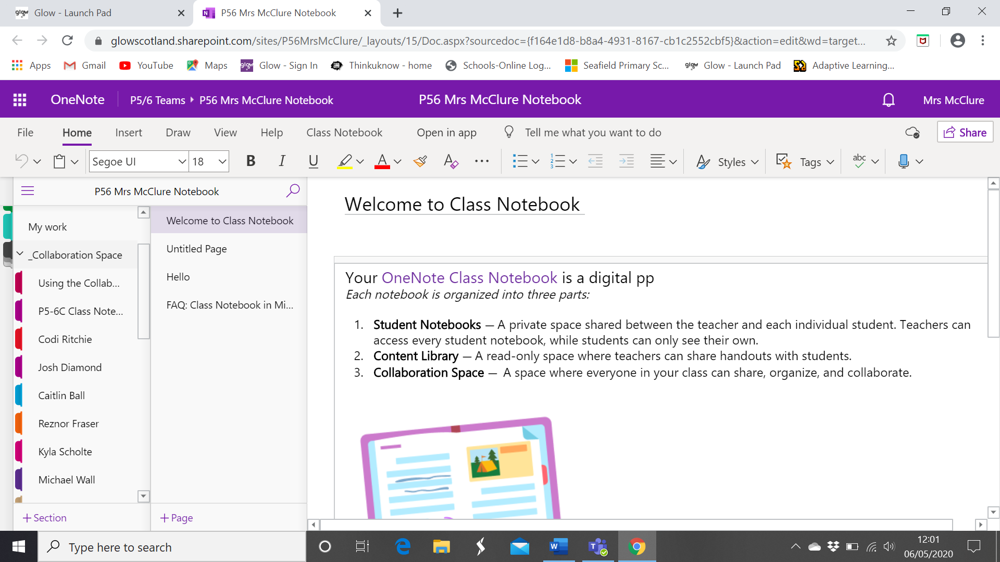 glow Glow - Launch Pad
P56 Mrs McClure Notebook
glowscotland.sharepoint.com/sites/P56MrsMcClure/_layouts/15/Doc.aspx?sourcedoc={f164e1d8-b8a4-4931-8167-cb1c2552cbf5}&action=edit&wd=target...
Apps Gmail YouTube Maps glow Glow - Sign In Thinkuknow - home Schools-Online Log... Seafield Primary Sc... glow Glow - Launch Pad Adaptive Learning...
OneNote P5/6 Teams P56 Mrs McClure Notebook P56 Mrs McClure Notebook Mrs McClure
File Home Insert Draw View Help Class Notebook Open in app Tell me what you want to do Share
Segoe UI 18 B I U A A 1 2 3 A Styles Tags abc
P56 Mrs McClure Notebook
My work
_Collaboration Space
Using the Collab...
P5-6C Class Note...
Codi Ritchie
Josh Diamond
Caitlin Ball
Reznor Fraser
Kyla Scholte
Michael Wall
+ Section
Welcome to Class Notebook
Untitled Page
Hello
FAQ: Class Notebook in Mi...
+ Page
Welcome to Class Notebook
Your OneNote Class Notebook is a digital pp
Each notebook is organized into three parts:
1. Student Notebooks — A private space shared between the teacher and each individual student. Teachers can
access every student notebook, while students can only see their own.
2. Content Library — A read-only space where teachers can share handouts with students.
3. Collaboration Space — A space where everyone in your class can share, organize, and collaborate.
Type here to search
12:01
06/05/2020